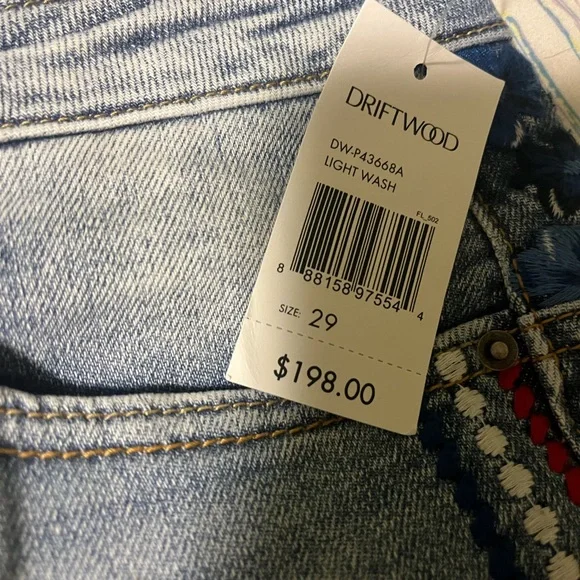 DRIFTWOOD
DW-P43668A
LIGHT WASH
FL_502
8 88158 97554 4
SIZE: 29
$198.00